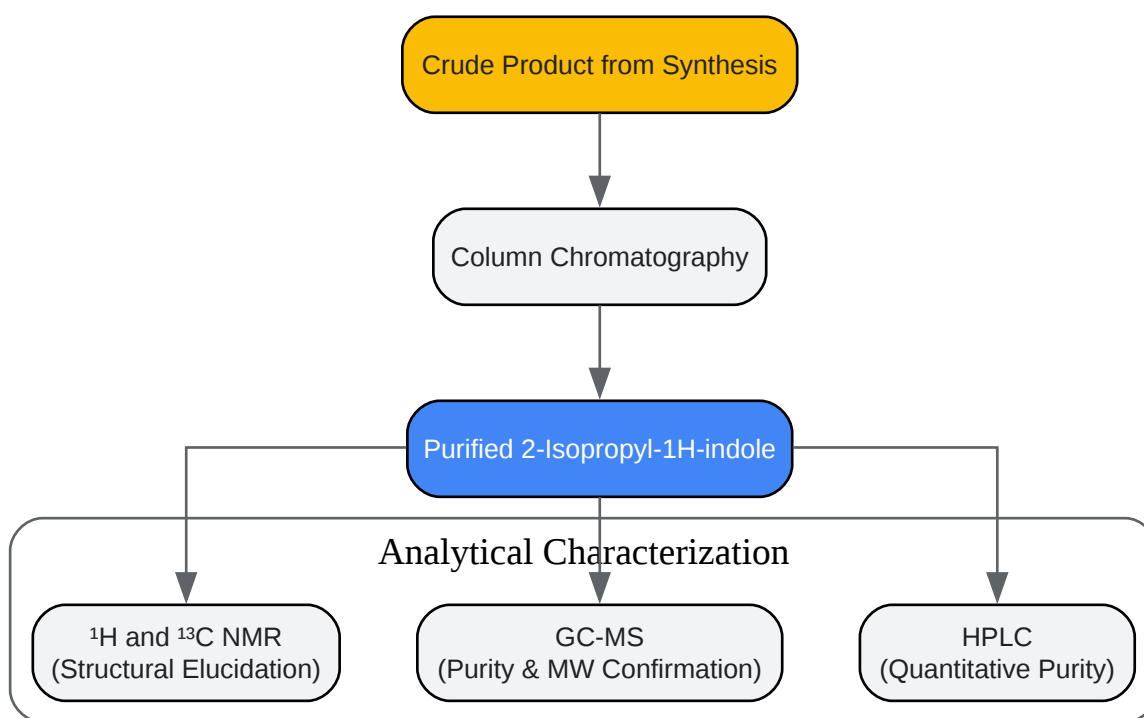 Crude Product from Synthesis
Column Chromatography
Purified 2-Isopropyl-1H-indole
Analytical Characterization
¹H and ¹³C NMR
(Structural Elucidation)
GC-MS
(Purity & MW Confirmation)
HPLC
(Quantitative Purity)